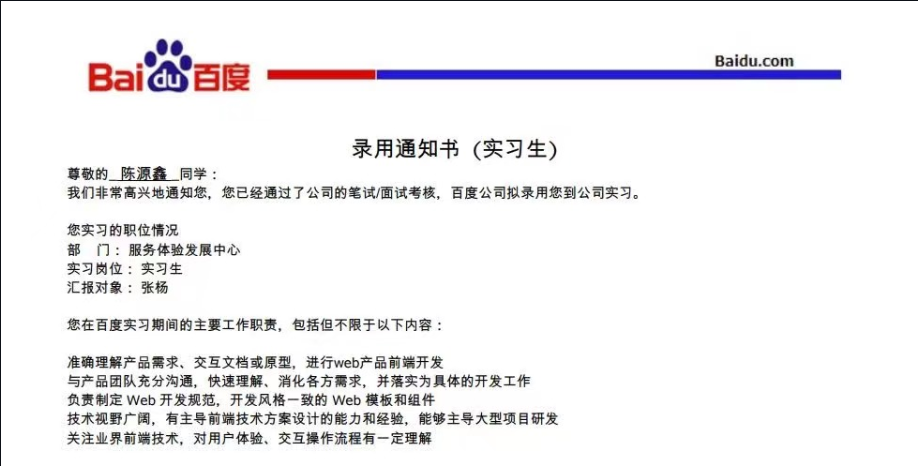 Bai du 百度
Baidu.com
录用通知书（实习生）
尊敬的 陈源鑫 同学：
我们非常高兴地通知您，您已经通过了公司的笔试/面试考核，百度公司拟录用您到公司实习。
您实习的职位情况
部 门：服务体验发展中心
实习岗位：实习生
汇报对象：张杨
您在百度实习期间的主要工作职责，包括但不限于以下内容：
准确理解产品需求、交互文档或原型，进行web产品前端开发
与产品团队充分沟通，快速理解、消化各方需求，并落实为具体的开发工作
负责制定 Web 开发规范，开发风格一致的 Web 模板和组件
技术视野广阔，有主导前端技术方案设计的能力和经验，能够主导大型项目研发
关注业界前端技术，对用户体验、交互操作流程有一定理解